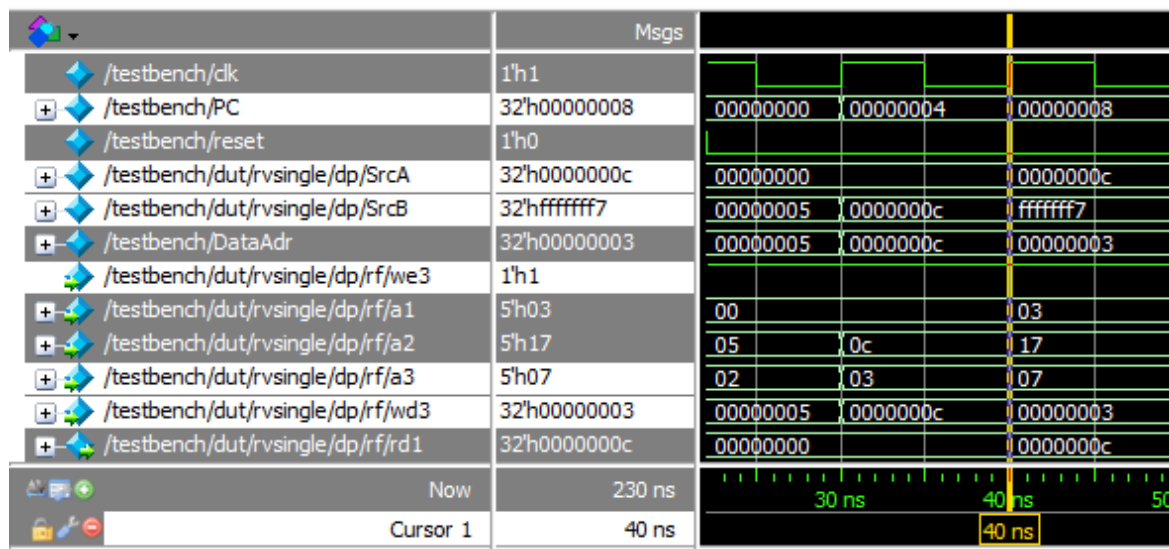 Msgs
/testbench/clk 1'h1
/testbench/PC 32'h00000008 00000000 00000004 00000008
/testbench/reset 1'h0
/testbench/dut/rvsingle/dp/SrcA 32'h0000000c 00000000 0000000c
/testbench/dut/rvsingle/dp/SrcB 32'hfffffff7 00000005 0000000c fffffff7
/testbench/DataAdr 32'h00000003 00000005 0000000c 00000003
/testbench/dut/rvsingle/dp/rf/we3 1'h1
/testbench/dut/rvsingle/dp/rf/a1 5'h03 00 03
/testbench/dut/rvsingle/dp/rf/a2 5'h17 05 0c 17
/testbench/dut/rvsingle/dp/rf/a3 5'h07 02 03 07
/testbench/dut/rvsingle/dp/rf/wd3 32'h00000003 00000005 0000000c 00000003
/testbench/dut/rvsingle/dp/rf/rd1 32'h0000000c 00000000 0000000c
Now 230 ns 30 ns 40 ns 50
Cursor 1 40 ns 40 ns